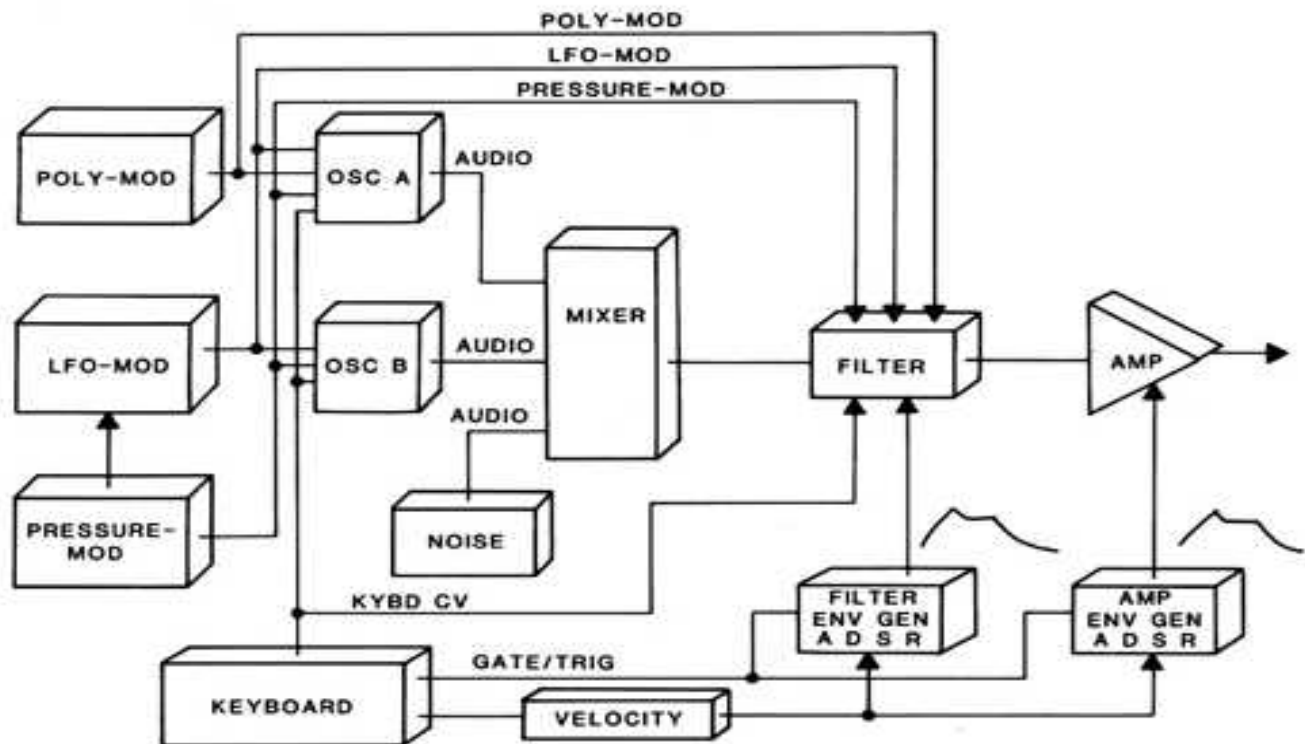 POLY-MOD
LFO-MOD
PRESSURE-MOD
POLY-MOD
OSC A
AUDIO
LFO-MOD
OSC B
AUDIO
MIXER
FILTER
AMP
AUDIO
PRESSURE-
MOD
NOISE
KYBD CV
FILTER
ENV GEN
A D S R
AMP
ENV GEN
A D S R
GATE/TRIG
KEYBOARD
VELOCITY